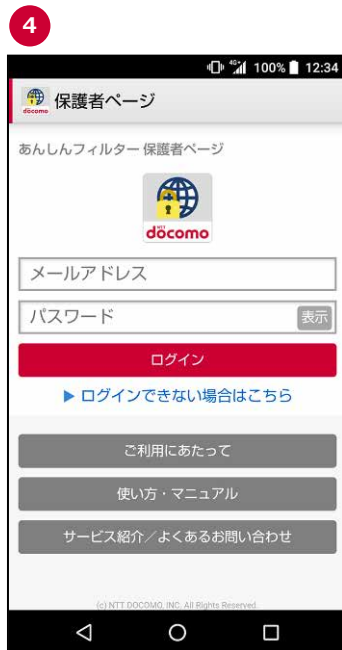 4
4G 100% 12:34
docomo 保護者ページ
あんしんフィルター 保護者ページ
NTT
döcomo
メールアドレス
パスワード 表示
ログイン
▶ ログインできない場合はこちら
ご利用にあたって
使い方・マニュアル
サービス紹介／よくあるお問い合わせ
(c) NTT DOCOMO, INC. All Rights Reserved.